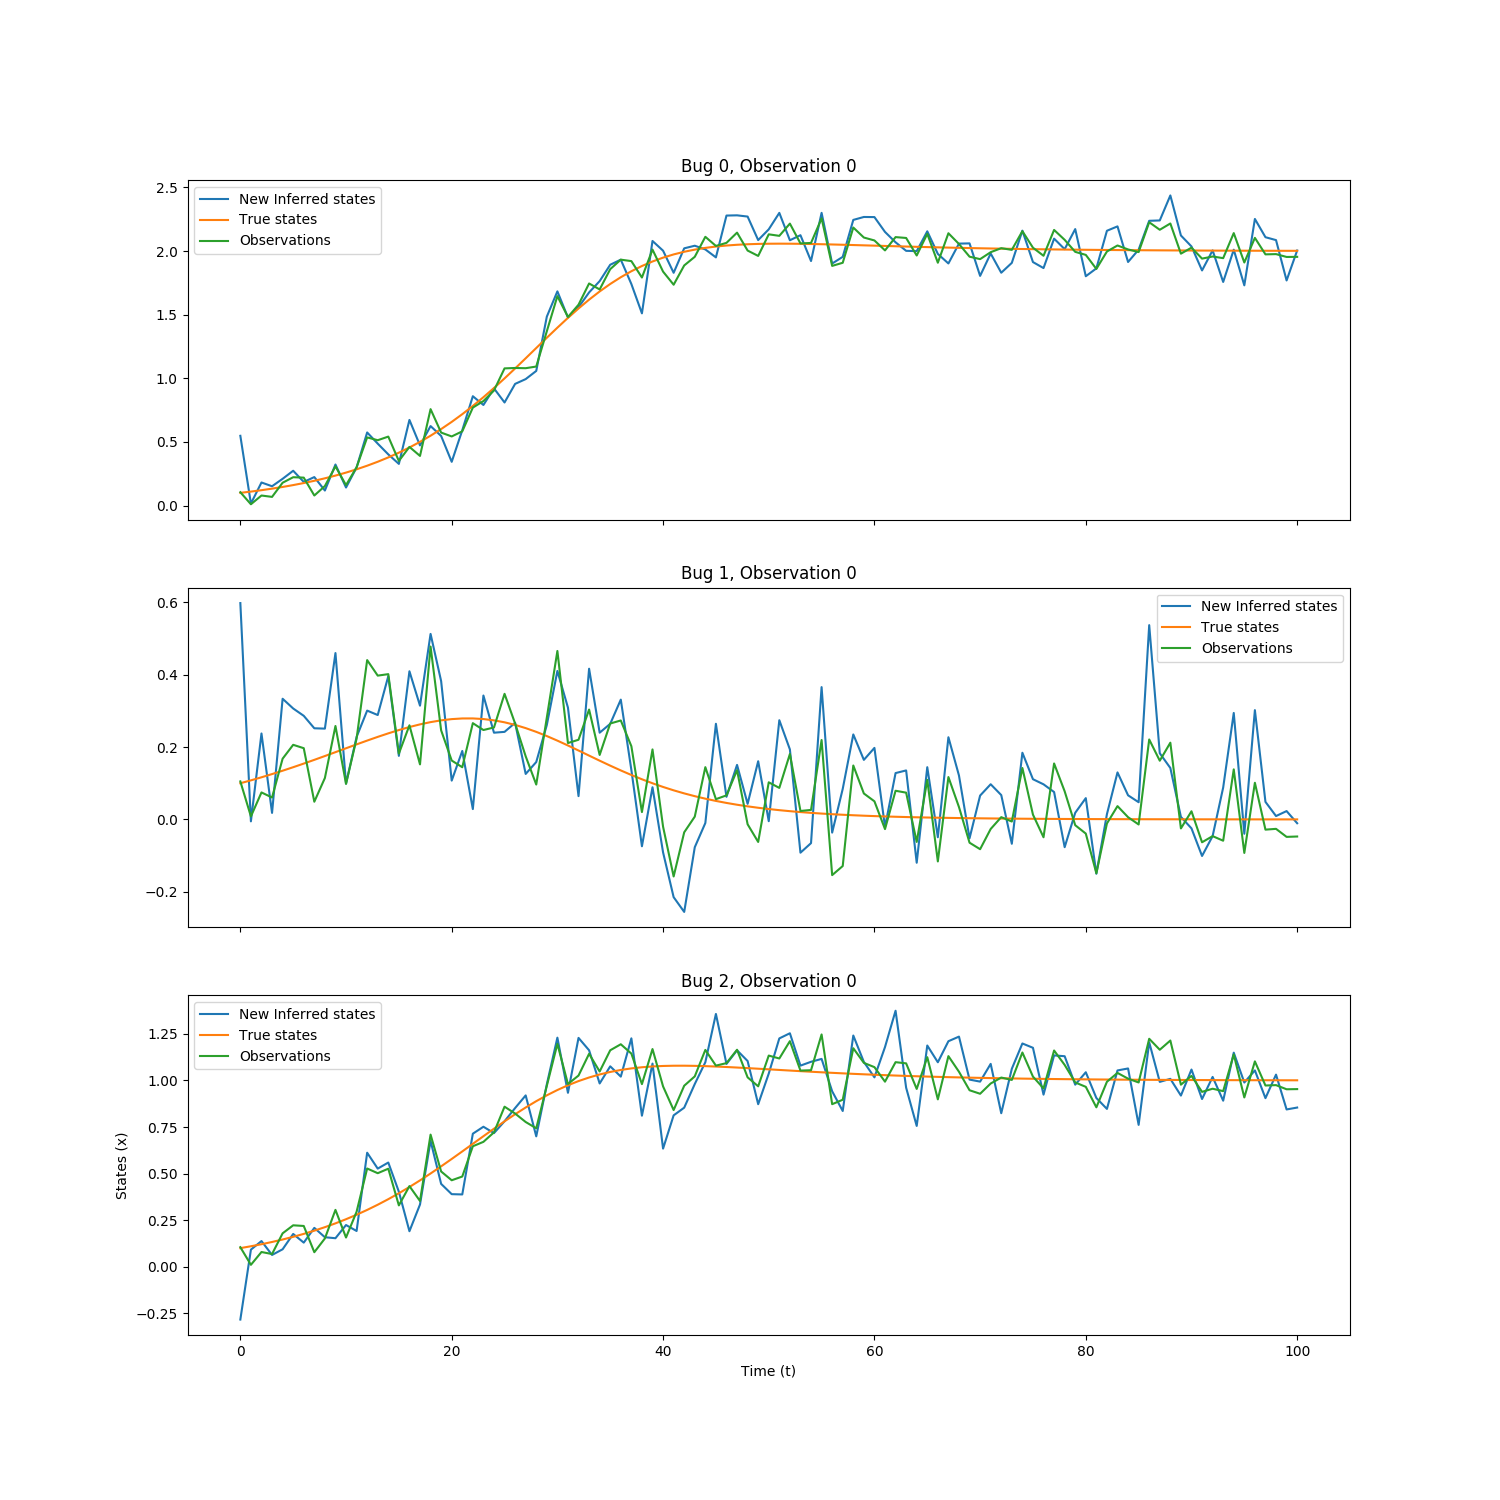 Bug 0, Observation 0
New Inferred states
True states
Observations
2.5
2.0
1.5
1.0
0.5
0.0
Bug 1, Observation 0
New Inferred states
True states
Observations
0.6
0.4
0.2
0.0
−0.2
Bug 2, Observation 0
New Inferred states
True states
Observations
1.25
1.00
0.75
0.50
0.25
0.00
−0.25
States (x)
0 20 40 60 80 100
Time (t)